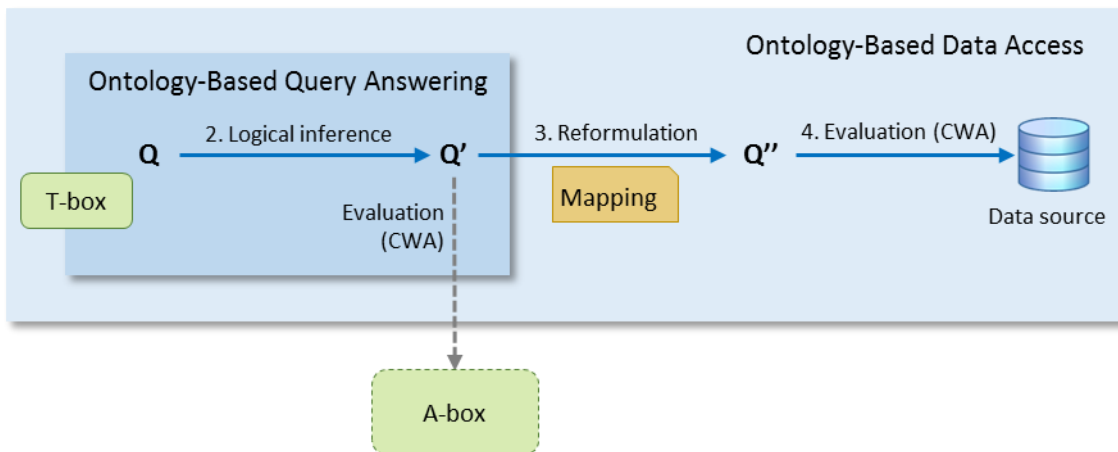 Ontology-Based Data Access
Ontology-Based Query Answering
2. Logical inference
3. Reformulation
4. Evaluation (CWA)
Q
Q'
Q''
T-box
Mapping
Evaluation
(CWA)
Data source
A-box